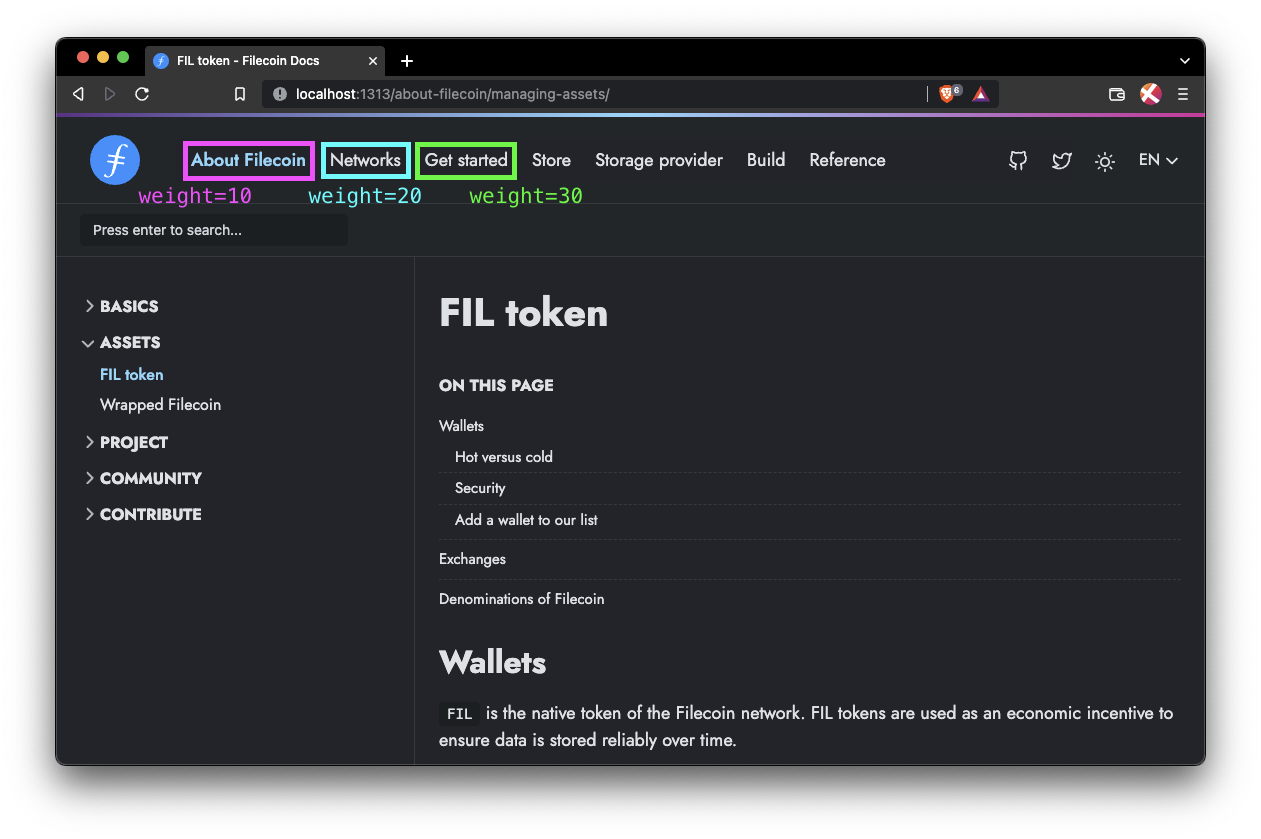 FIL token - Filecoin Docs
localhost:1313/about-filecoin/managing-assets/
6
About Filecoin Networks Get started Store Storage provider Build Reference EN
weight=10 weight=20 weight=30
Press enter to search...
BASICS
ASSETS
FIL token
Wrapped Filecoin
PROJECT
COMMUNITY
CONTRIBUTE
FIL token
ON THIS PAGE
Wallets
Hot versus cold
Security
Add a wallet to our list
Exchanges
Denominations of Filecoin
Wallets
FIL is the native token of the Filecoin network. FIL tokens are used as an economic incentive to
ensure data is stored reliably over time.